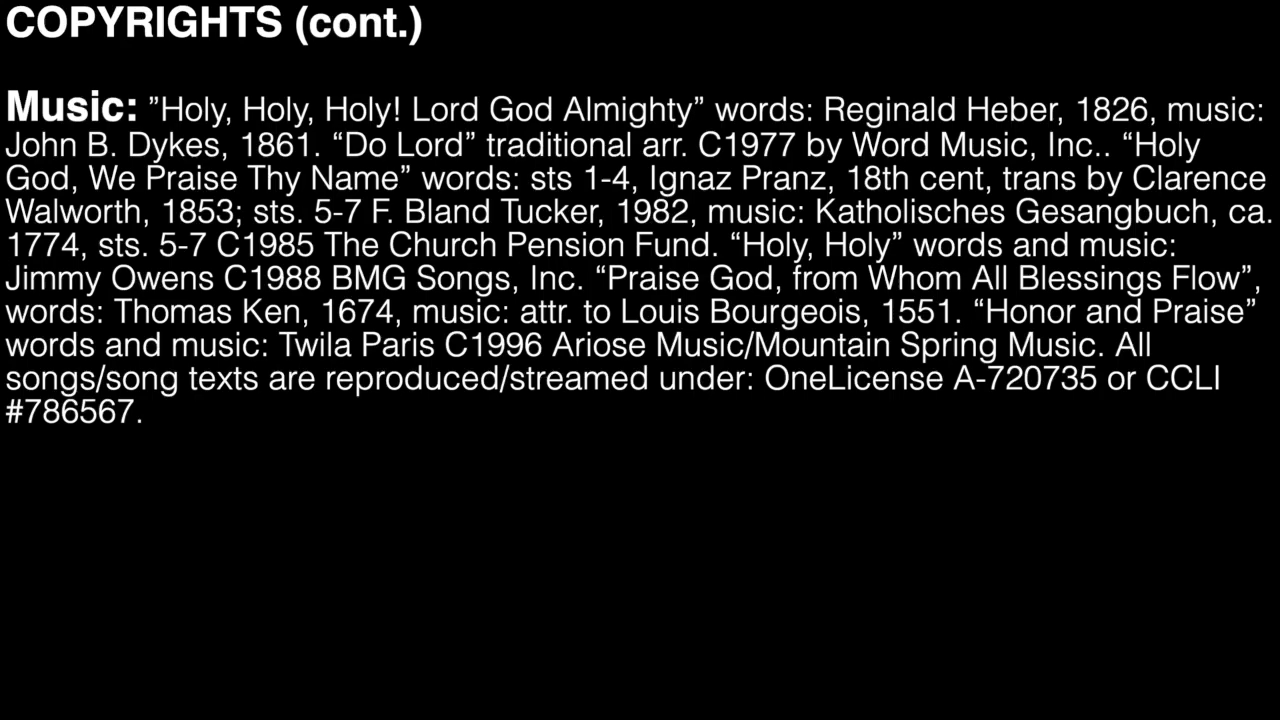 COPYRIGHTS (cont.)
Music: ”Holy, Holy, Holy! Lord God Almighty” words: Reginald Heber, 1826, music:
John B. Dykes, 1861. “Do Lord” traditional arr. C1977 by Word Music, Inc.. “Holy
God, We Praise Thy Name” words: sts 1-4, Ignaz Pranz, 18th cent, trans by Clarence
Walworth, 1853; sts. 5-7 F. Bland Tucker, 1982, music: Katholisches Gesangbuch, ca.
1774, sts. 5-7 C1985 The Church Pension Fund. “Holy, Holy” words and music:
Jimmy Owens C1988 BMG Songs, Inc. “Praise God, from Whom All Blessings Flow”,
words: Thomas Ken, 1674, music: attr. to Louis Bourgeois, 1551. “Honor and Praise”
words and music: Twila Paris C1996 Ariose Music/Mountain Spring Music. All
songs/song texts are reproduced/streamed under: OneLicense A-720735 or CCLI
#786567.